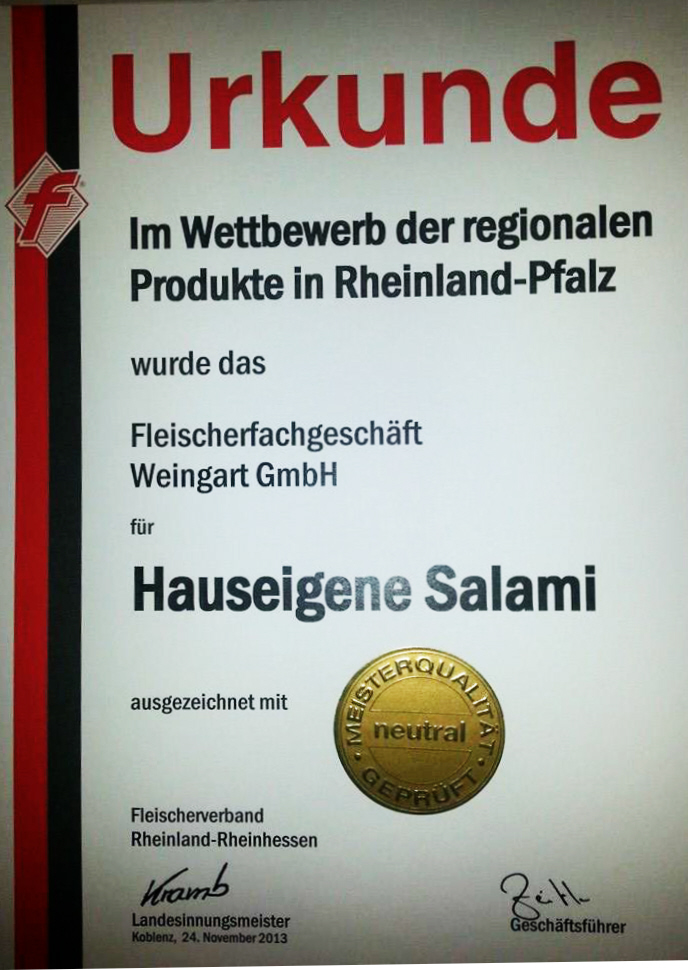 Urkunde
f
Im Wettbewerb der regionalen
Produkte in Rheinland-Pfalz
wurde das
Fleischerfachgeschäft
Weingart GmbH
für
Hauseigene Salami
ausgezeichnet mit
MEISTERQUALITÄT
neutral
GEPRÜFT
Fleischerverband
Rheinland-Rheinhessen
Kramb
Landesinnungsmeister
Koblenz, 24. November 2013
Geschäftsführer